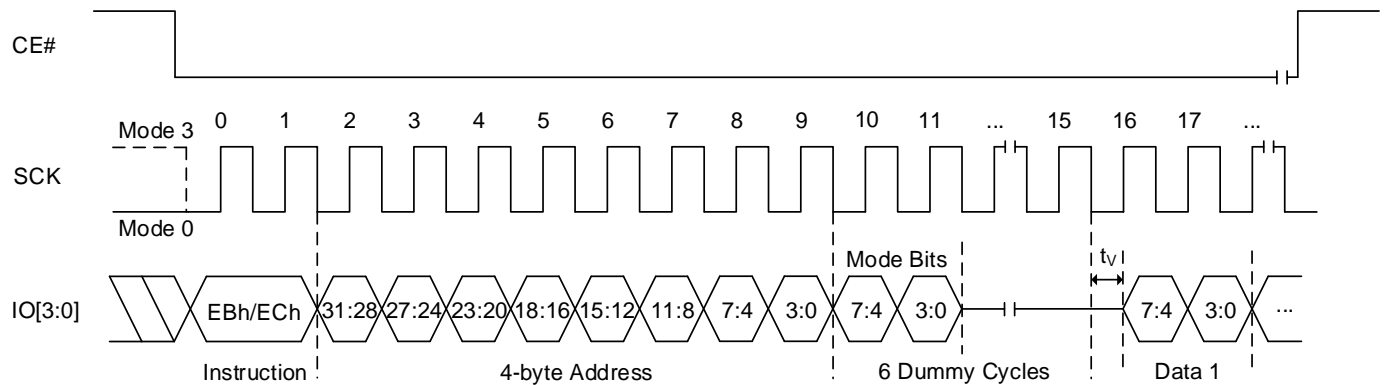 CE#
0 1 2 3 4 5 6 7 8 9 10 11 ... 15 16 17 ...
Mode 3
SCK
Mode 0
Mode Bits
tV
IO[3:0] EBh/ECh 31:28 27:24 23:20 18:16 15:12 11:8 7:4 3:0 7:4 3:0 7:4 3:0 ...
Instruction 4-byte Address 6 Dummy Cycles Data 1